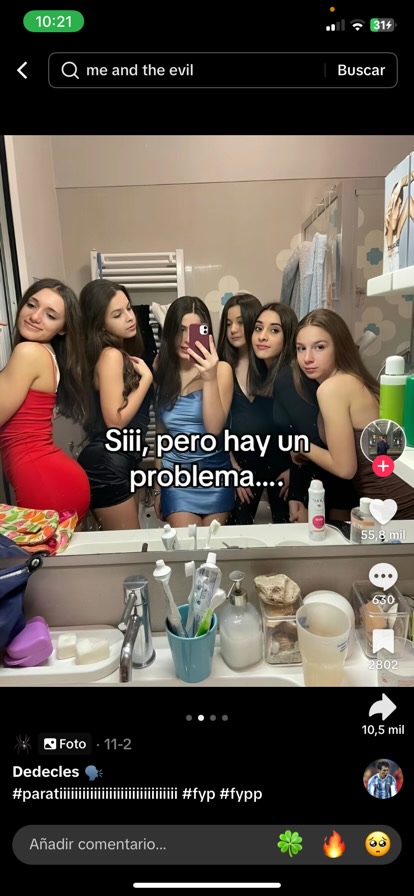 10:21
31
me and the evil
Buscar
Siii, pero hay un
problema....
55,8 mil
630
2802
10,5 mil
Foto · 11-2
Dedecles
#paratiiiiiiiiiiiiiiiiiiiiiiiiiiiiiii #fyp #fypp
Añadir comentario...